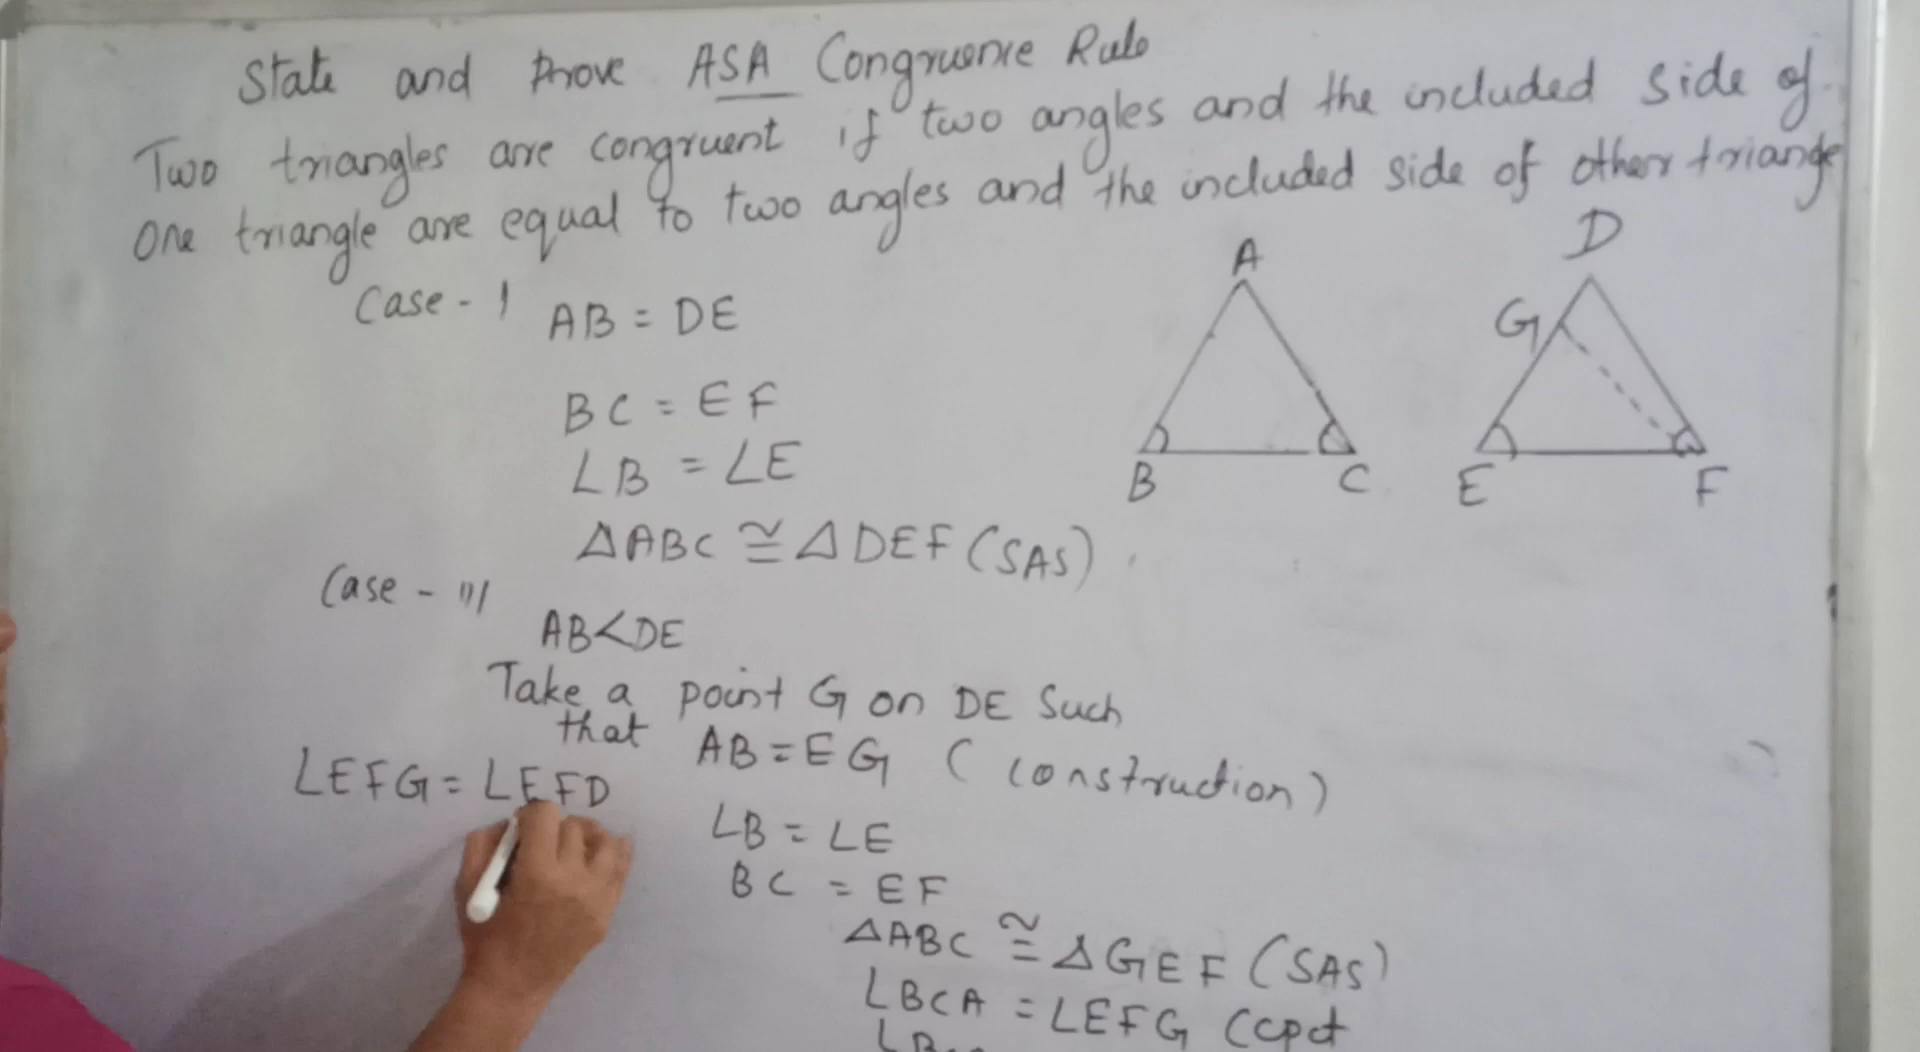 State and Prove ASA Congruence Rule
Two triangles are congruent if two angles and the included side of
one triangle are equal to two angles and the included side of other triangle
Case - I
AB = DE
BC = EF
∠B = ∠E
△ABC ≅ △DEF (SAS)
A
B
C
D
G
E
F
Case - III
AB < DE
Take a point G on DE Such
that AB = EG (construction)
∠EFG = ∠EFD
∠B = ∠E
BC = EF
△ABC ≅ △GEF (SAS)
∠BCA = ∠EFG (cpct